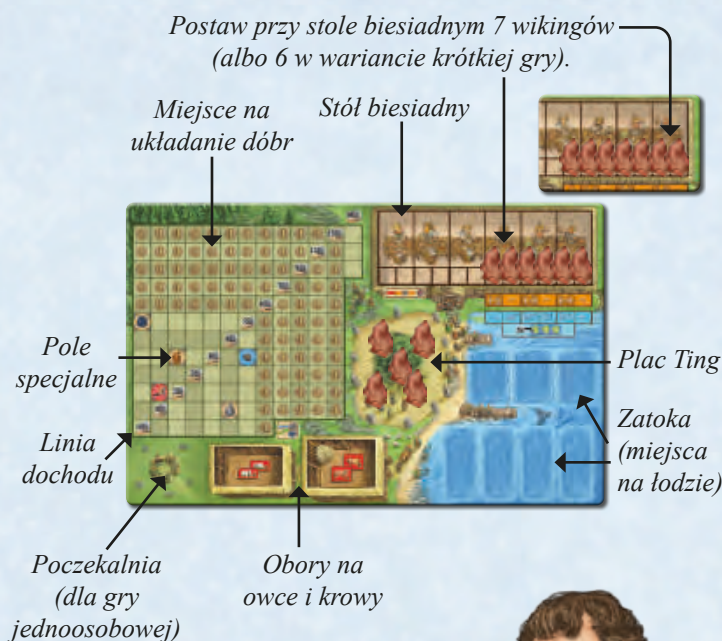 Postaw przy stole biesiadnym 7 wikingów
(albo 6 w wariancie krótkiej gry).
Miejsce na
układanie dóbr
Stół biesiadny
Pole
specjalne
Plac Ting
Linia
dochodu
Zatoka
(miejsca
na łodzie)
Poczekalnia
(dla gry
jednoosobowej)
Obory na
owce i krowy